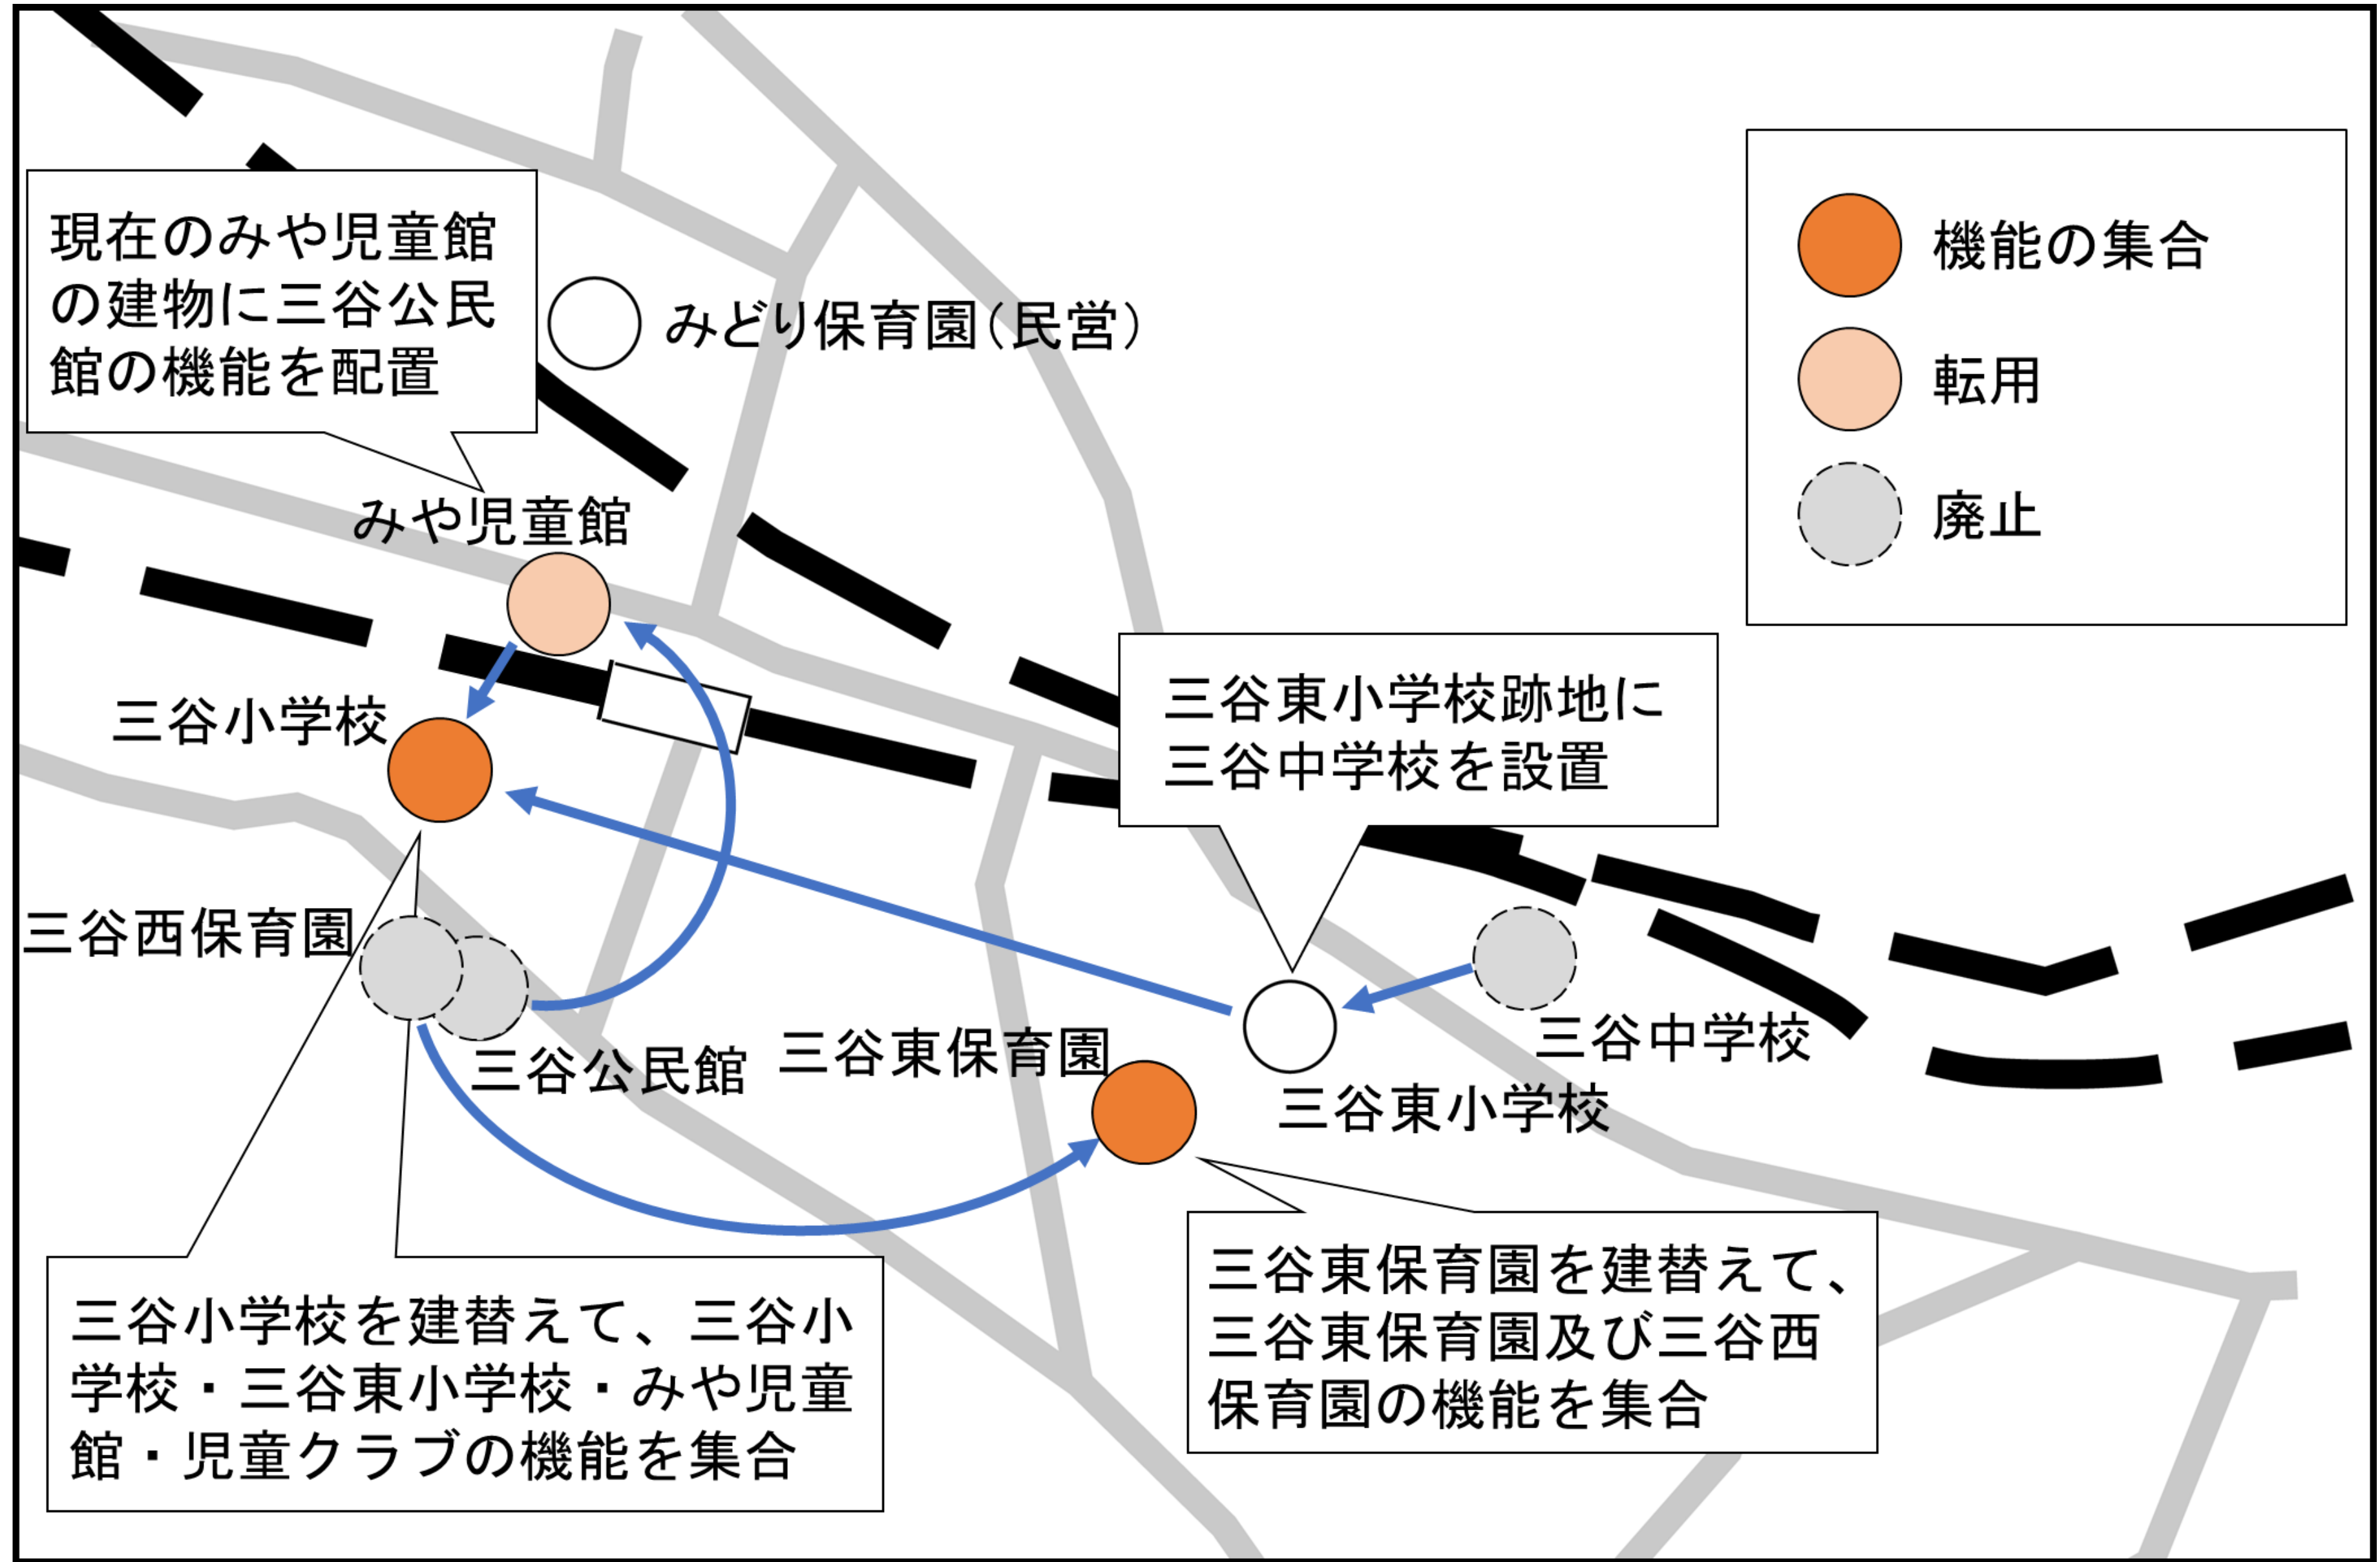 現在のみや児童館
の建物に三谷公民
館の機能を配置
機能の集合
転用
廃止
みどり保育園（民営）
みや児童館
三谷小学校
三谷東小学校跡地に
三谷中学校を設置
三谷西保育園
三谷公民館
三谷東保育園
三谷中学校
三谷東小学校
三谷小学校を建替えて、三谷小
学校・三谷東小学校・みや児童
館・児童クラブの機能を集合
三谷東保育園を建替えて、
三谷東保育園及び三谷西
保育園の機能を集合